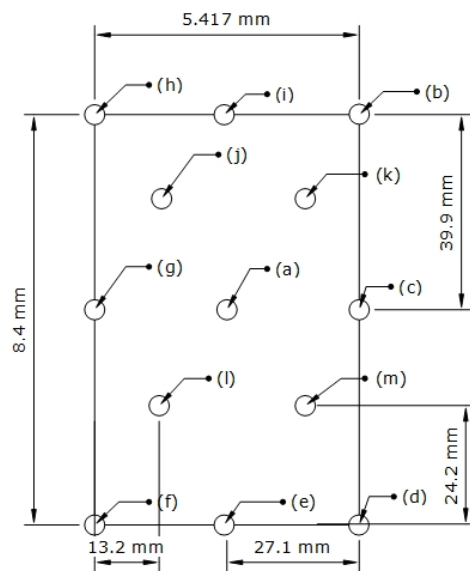 5.417 mm
(h)
(i)
(b)
(j)
(k)
39.9 mm
(g)
(a)
(c)
8.4 mm
(l)
(m)
24.2 mm
(f)
(e)
(d)
13.2 mm
27.1 mm